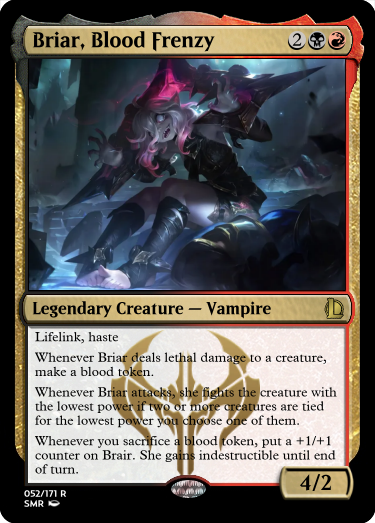 Briar, Blood Frenzy 2
Legendary Creature — Vampire
Lifelink, haste
Whenever Briar deals lethal damage to a creature,
make a blood token.
Whenever Briar attacks, she fights the creature with
the lowest power if two or more creatures are tied
for the lowest power you choose one of them.
Whenever you sacrifice a blood token, put a +1/+1
counter on Brair. She gains indestructible until end
of turn.
4/2
052/171 R
SMR